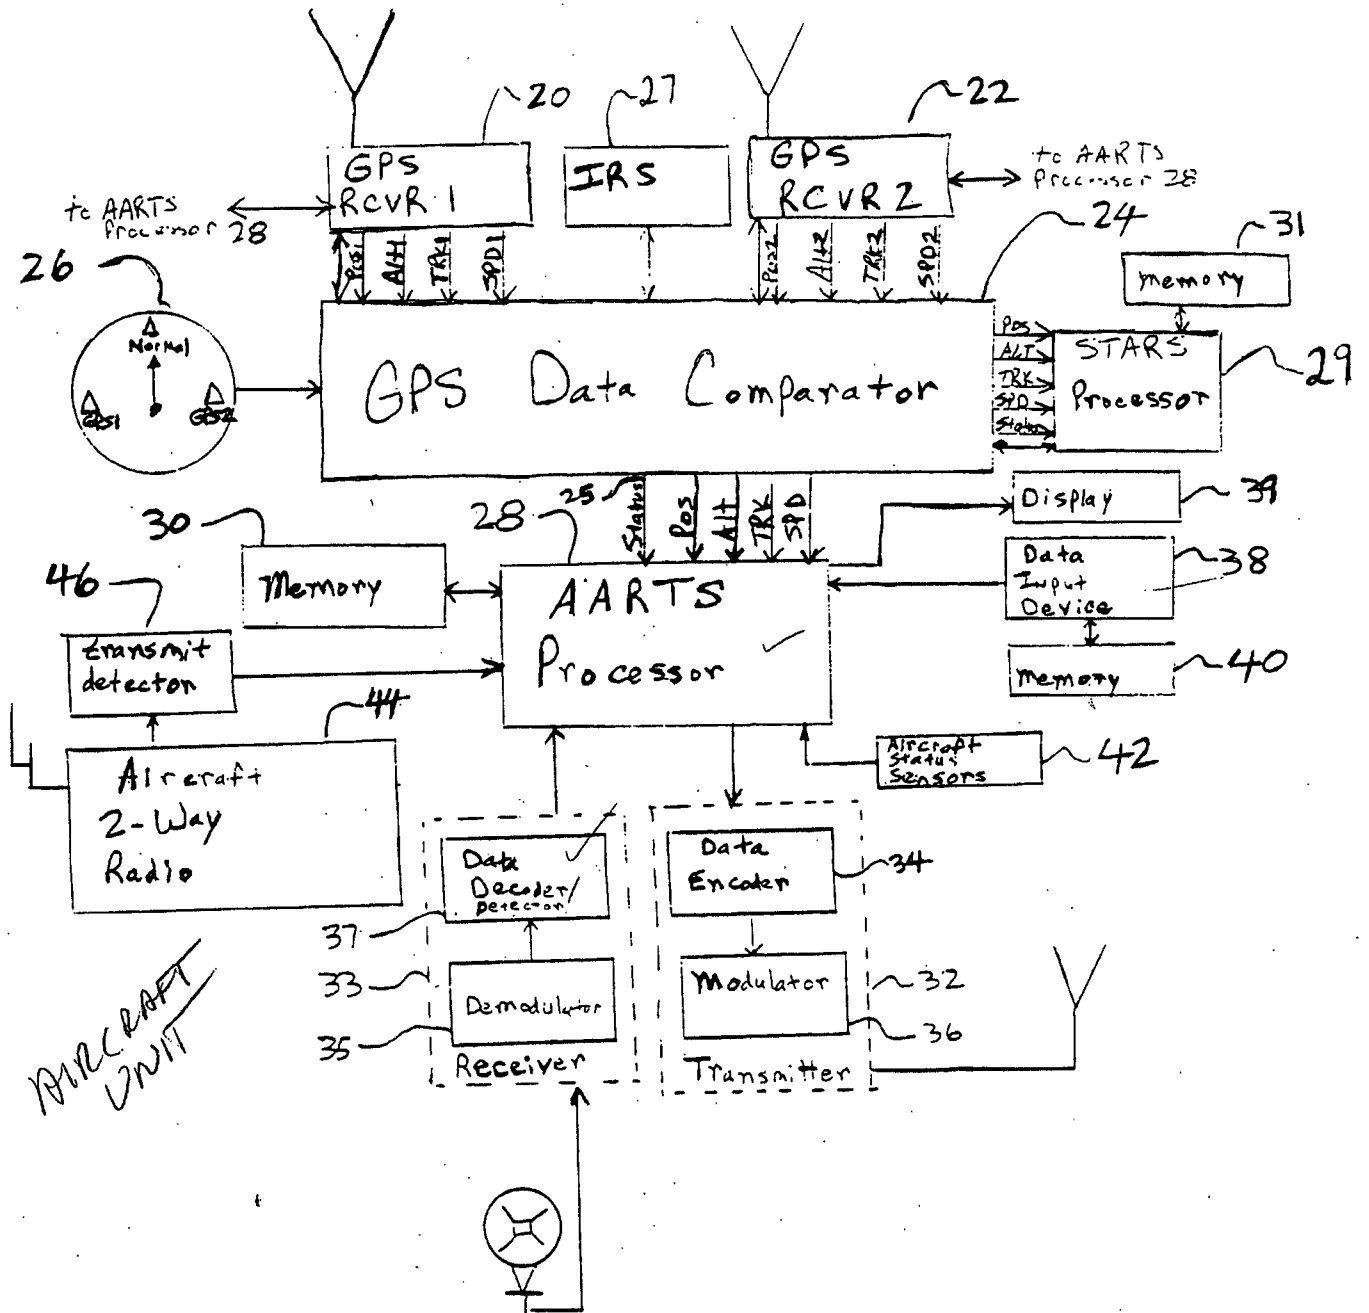 20
27
22
GPS
RCVR 1
IRS
GPS
RCVR 2
to AARTS
Processor 28
to AARTS
Processor 28
24
31
26
Pos1
Alt1
TRK1
SPD1
Pos2
Alt2
TRK2
SPD2
memory
Normal
GPS1
GPS2
GPS Data Comparator
POS
ALT
TRK
SPD
Status
STARS
Processor
29
25
Status
Pos
Alt
TRK
SPD
Display
39
30
28
Memory
AARTS
Processor
Data
Input
Device
38
46
transmit
detector
memory
40
44
Aircraft
2-Way
Radio
Aircraft
Status
Sensors
42
Data
Decoder/
Detector
37
Data
Encoder
34
33
Demodulator
35
Receiver
Modulator
32
36
Transmitter
AIRCRAFT
UNIT